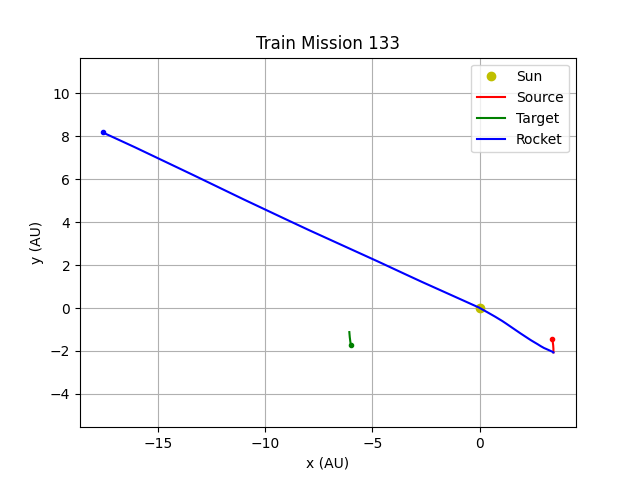 Train Mission 133
Sun
Source
Target
Rocket
10
8
6
4
2
0
−2
−4
y (AU)
−15
−10
−5
0
x (AU)